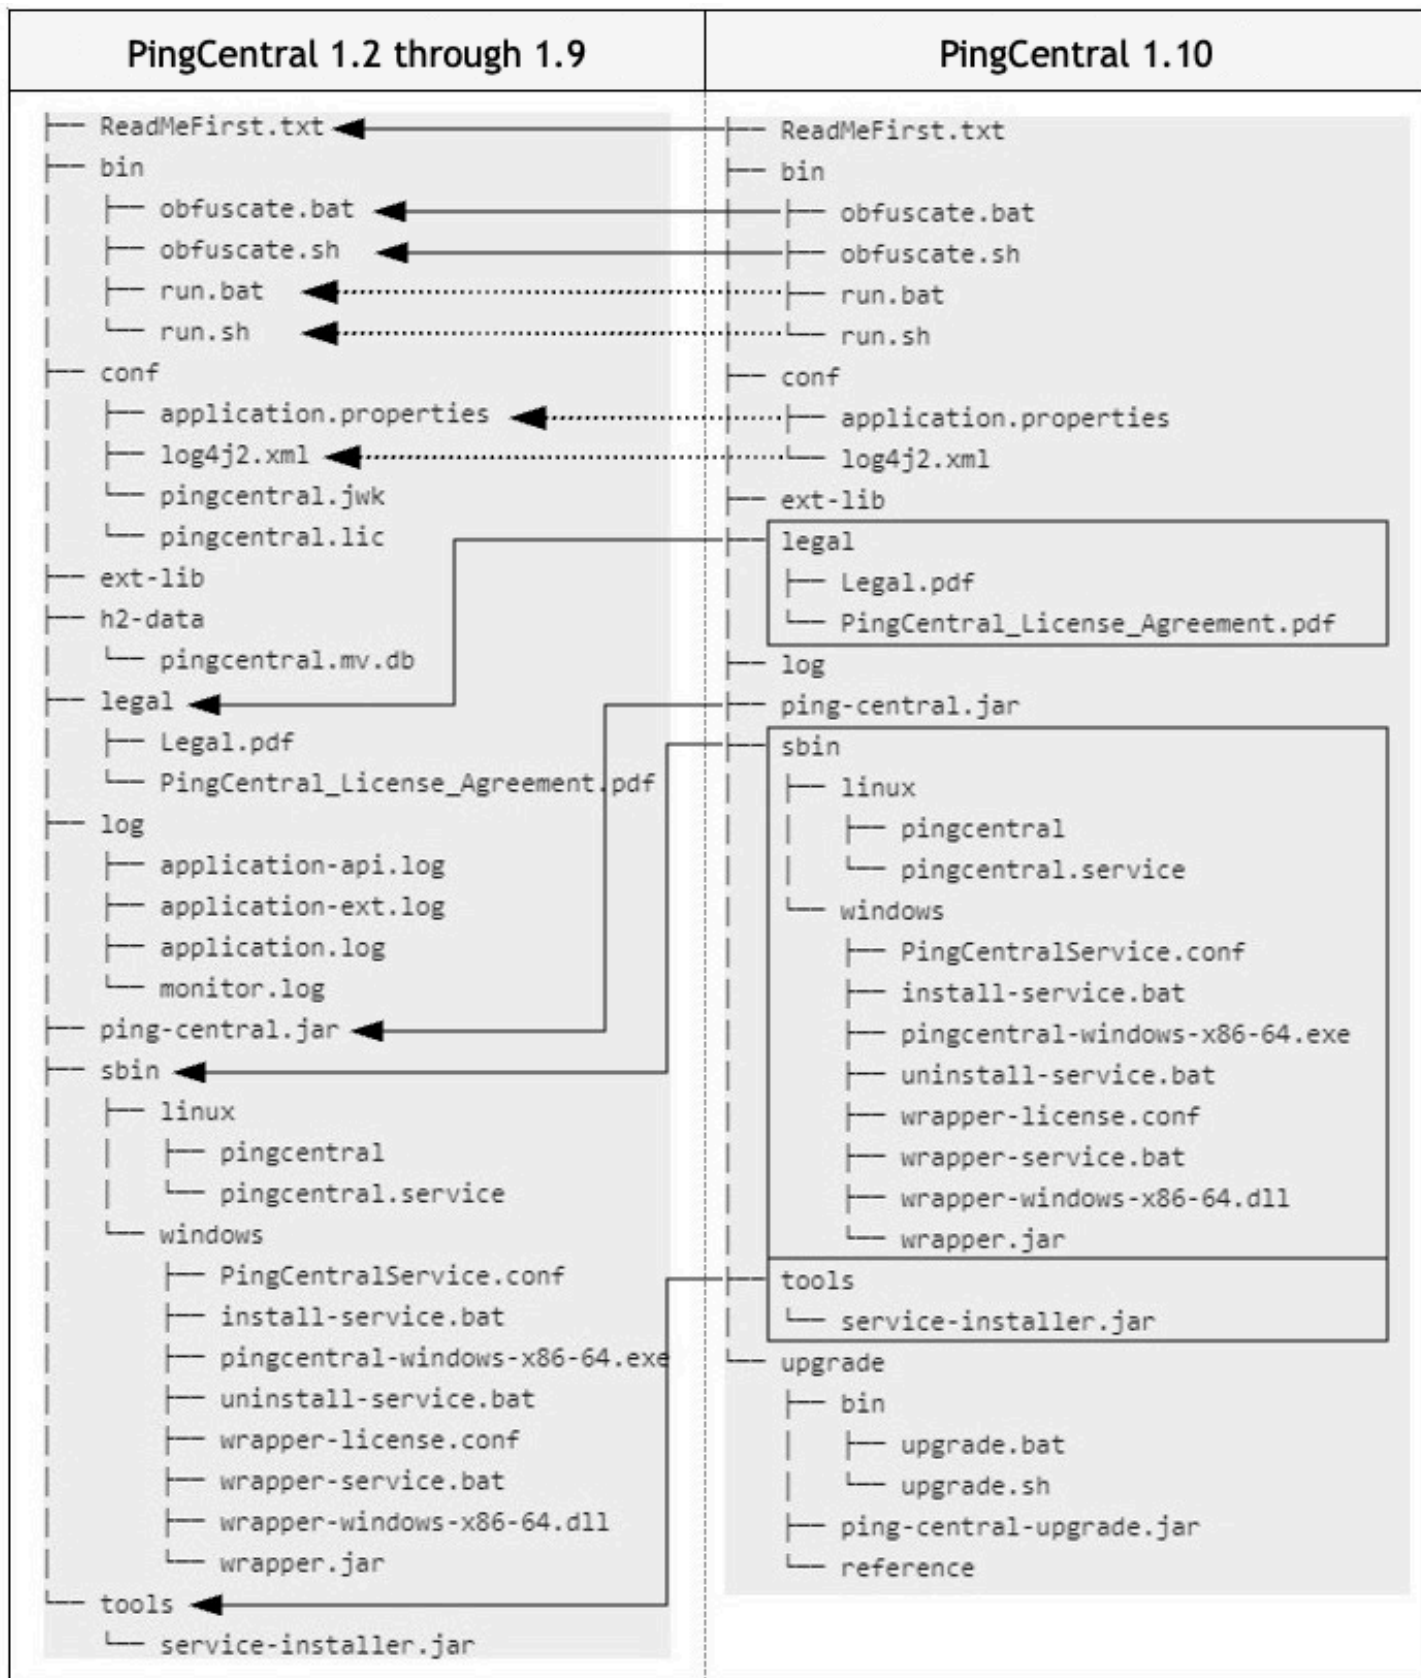 PingCentral 1.2 through 1.9
ReadMeFirst.txt
bin
obfuscate.bat
obfuscate.sh
run.bat
run.sh
conf
application.properties
log4j2.xml
pingcentral.jwk
pingcentral.lic
ext-lib
h2-data
pingcentral.mv.db
legal
Legal.pdf
PingCentral_License_Agreement.pdf
log
application-api.log
application-ext.log
application.log
monitor.log
ping-central.jar
sbin
linux
pingcentral
pingcentral.service
windows
PingCentralService.conf
install-service.bat
pingcentral-windows-x86-64.exe
uninstall-service.bat
wrapper-license.conf
wrapper-service.bat
wrapper-windows-x86-64.dll
wrapper.jar
tools
service-installer.jar
PingCentral 1.10
ReadMeFirst.txt
bin
obfuscate.bat
obfuscate.sh
run.bat
run.sh
conf
application.properties
log4j2.xml
ext-lib
legal
Legal.pdf
PingCentral_License_Agreement.pdf
log
ping-central.jar
sbin
linux
pingcentral
pingcentral.service
windows
PingCentralService.conf
install-service.bat
pingcentral-windows-x86-64.exe
uninstall-service.bat
wrapper-license.conf
wrapper-service.bat
wrapper-windows-x86-64.dll
wrapper.jar
tools
service-installer.jar
upgrade
bin
upgrade.bat
upgrade.sh
ping-central-upgrade.jar
reference